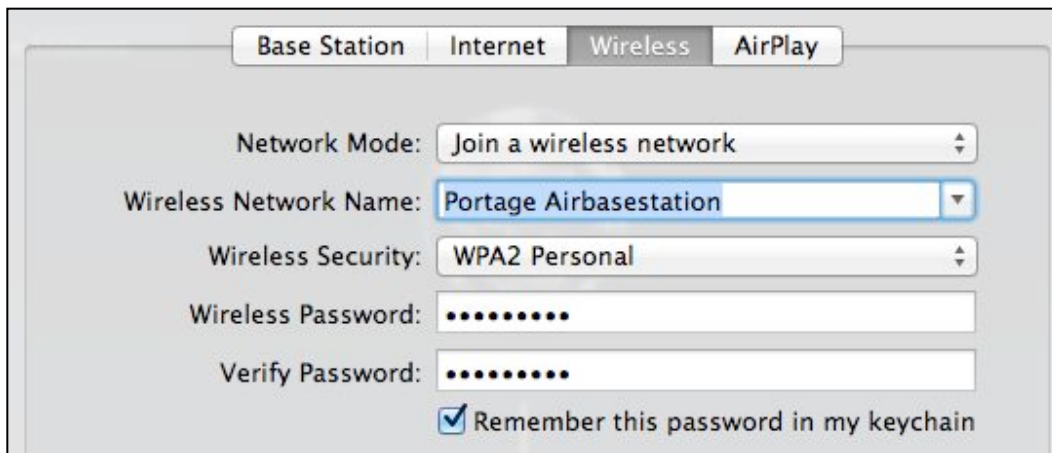 Base Station Internet Wireless AirPlay
Network Mode: Join a wireless network
Wireless Network Name: Portage Airbasestation
Wireless Security: WPA2 Personal
Wireless Password: •••••••••
Verify Password: •••••••••
Remember this password in my keychain